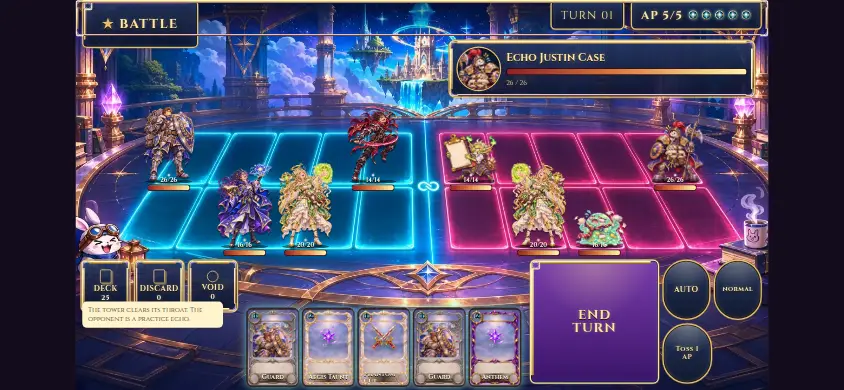 ★ BATTLE
TURN 01
AP 5/5
ECHO JUSTIN CASE
26 / 26
26/26
14/14
14/14
26/26
16/16
20/20
20/20
16/16
DECK
25
DISCARD
0
VOID
0
THE TOWER CLEARS ITS THROAT. THE
OPPONENT IS A PRACTICE ECHO.
GUARD
AEGIS TAUNT
GUARD
ANTHEM
END
TURN
AUTO
NORMAL
TOSS 1
AP